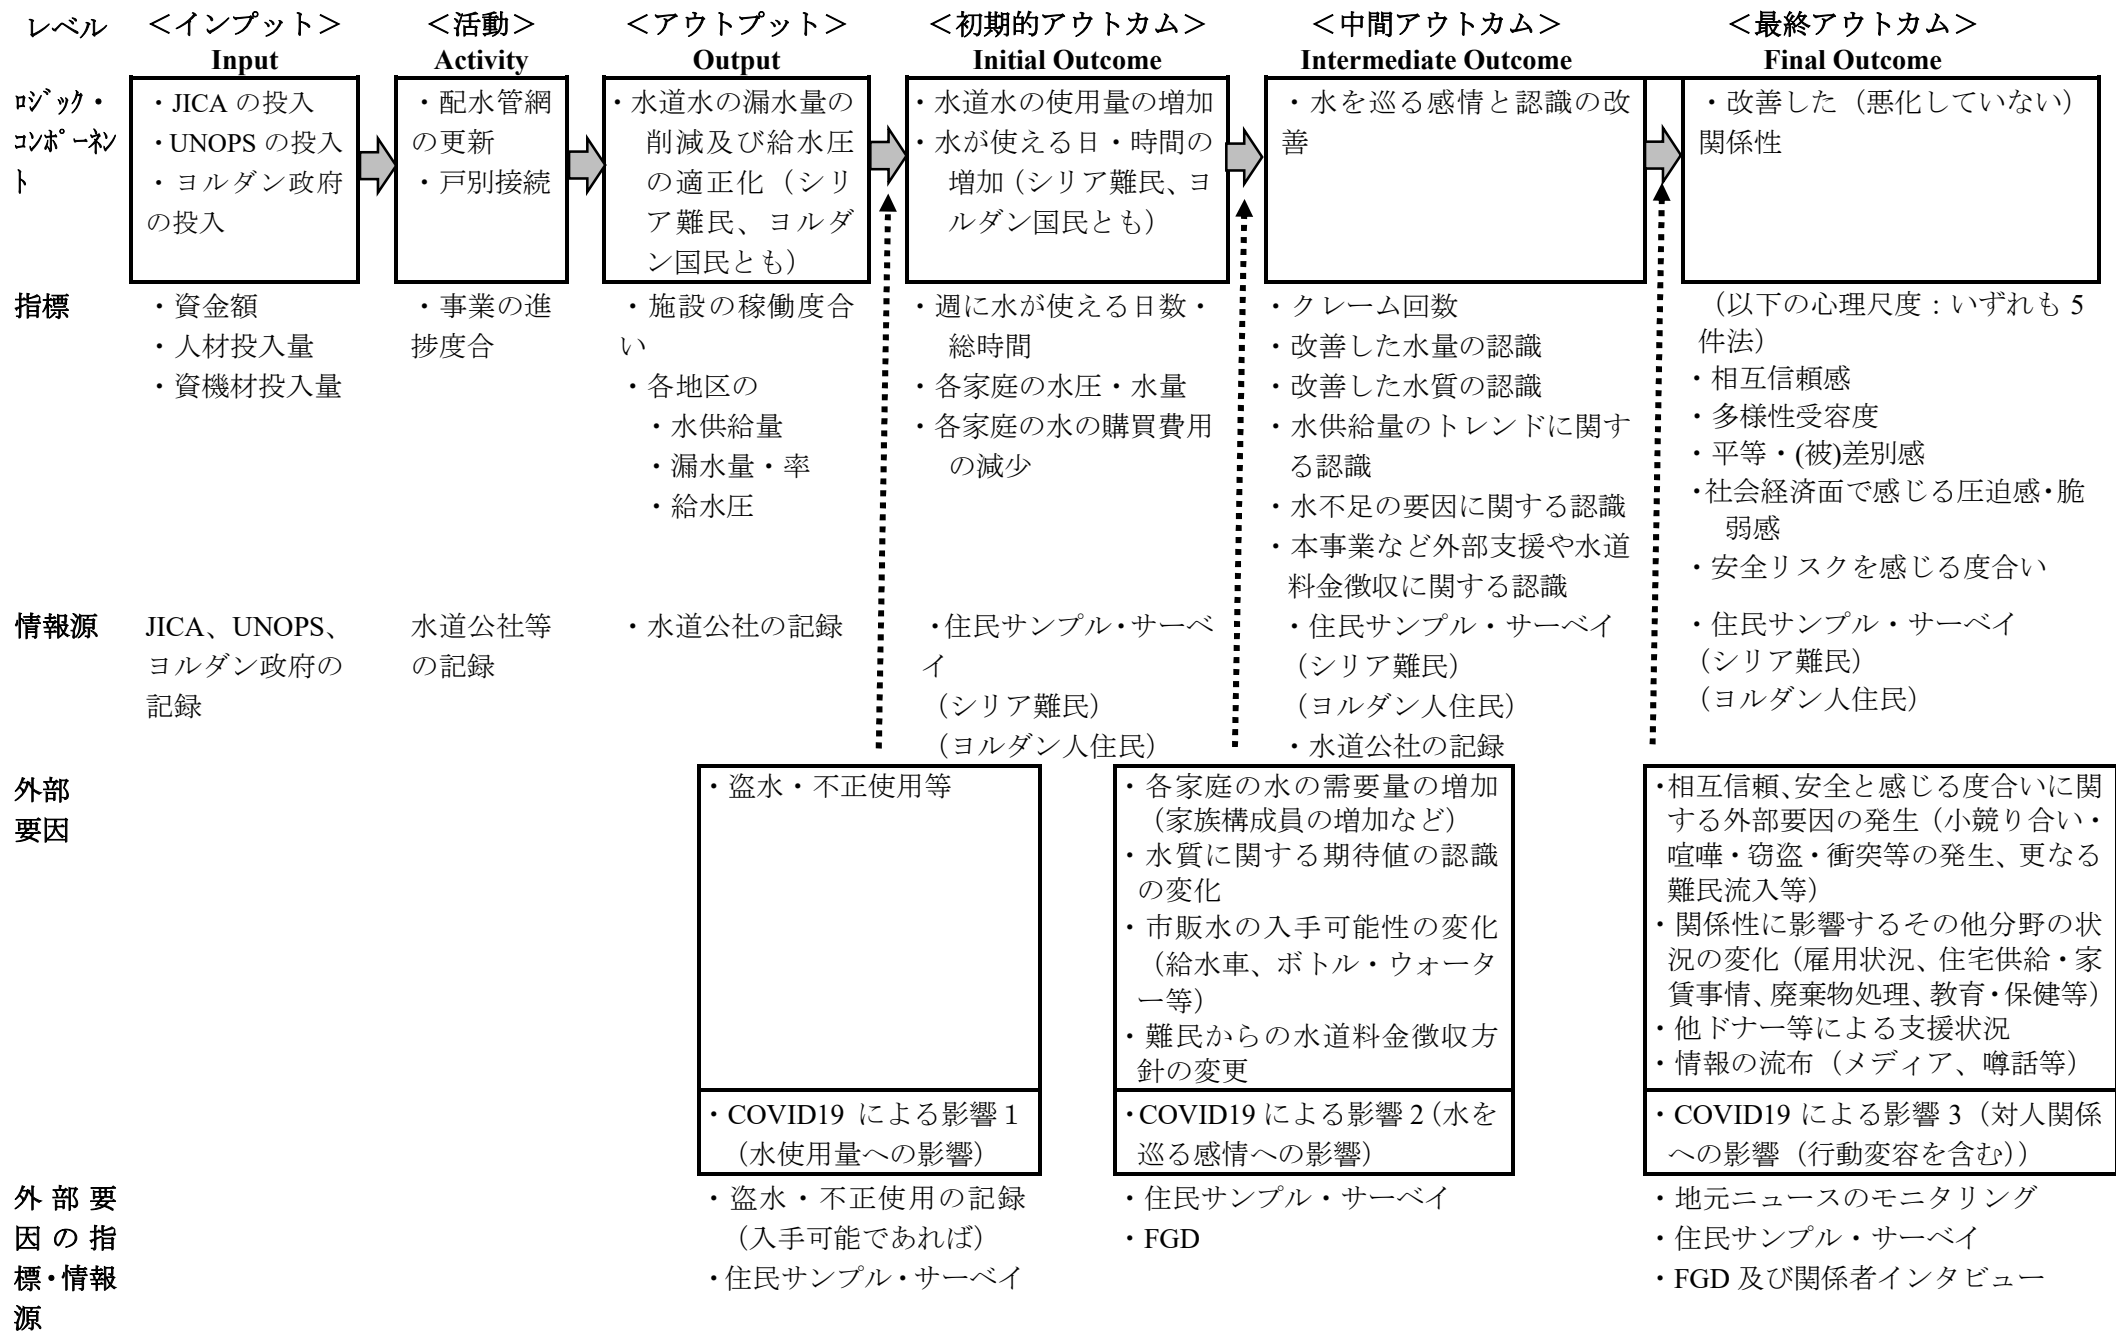 レベル
＜インプット＞
Input
＜活動＞
Activity
＜アウトプット＞
Output
＜初期的アウトカム＞
Initial Outcome
＜中間アウトカム＞
Intermediate Outcome
＜最終アウトカム＞
Final Outcome
ﾛｼﾞｯｸ・
ｺﾝﾎﾟｰﾈﾝ
ﾄ
・JICA の投入
・UNOPS の投入
・ヨルダン政府
の投入
・配水管網
の更新
・戸別接続
・水道水の漏水量の
削減及び給水圧
の適正化（シリ
ア難民、ヨルダ
ン国民とも）
・水道水の使用量の増加
・水が使える日・時間の
増加（シリア難民、ヨ
ルダン国民とも）
・水を巡る感情と認識の改
善
・改善した（悪化していない）
関係性
指標
・資金額
・人材投入量
・資機材投入量
・事業の進
捗度合
・施設の稼働度合
い
・各地区の
・水供給量
・漏水量・率
・給水圧
・週に水が使える日数・
総時間
・各家庭の水圧・水量
・各家庭の水の購買費用
の減少
・クレーム回数
・改善した水量の認識
・改善した水質の認識
・水供給量のトレンドに関す
る認識
・水不足の要因に関する認識
・本事業など外部支援や水道
料金徴収に関する認識
（以下の心理尺度：いずれも 5
件法）
・相互信頼感
・多様性受容度
・平等・(被)差別感
・社会経済面で感じる圧迫感・脆
弱感
・安全リスクを感じる度合い
情報源
JICA、UNOPS、
ヨルダン政府の
記録
水道公社等
の記録
・水道公社の記録
・住民サンプル・サーベ
イ
（シリア難民）
（ヨルダン人住民）
・住民サンプル・サーベイ
（シリア難民）
（ヨルダン人住民）
・水道公社の記録
・住民サンプル・サーベイ
（シリア難民）
（ヨルダン人住民）
外部
要因
・盗水・不正使用等
・COVID19 による影響１
（水使用量への影響）
・各家庭の水の需要量の増加
（家族構成員の増加など）
・水質に関する期待値の認識
の変化
・市販水の入手可能性の変化
（給水車、ボトル・ウォータ
ー等）
・難民からの水道料金徴収方
針の変更
・COVID19 による影響 2（水を
巡る感情への影響）
・相互信頼、安全と感じる度合いに関
する外部要因の発生（小競り合い・
喧嘩・窃盗・衝突等の発生、更なる
難民流入等）
・関係性に影響するその他分野の状
況の変化（雇用状況、住宅供給・家
賃事情、廃棄物処理、教育・保健等）
・他ドナー等による支援状況
・情報の流布（メディア、噂話等）
・COVID19 による影響 3（対人関係
への影響（行動変容を含む））
外 部 要
因 の 指
標・情報
源
・盗水・不正使用の記録
（入手可能であれば）
・住民サンプル・サーベイ
・住民サンプル・サーベイ
・FGD
・地元ニュースのモニタリング
・住民サンプル・サーベイ
・FGD 及び関係者インタビュー